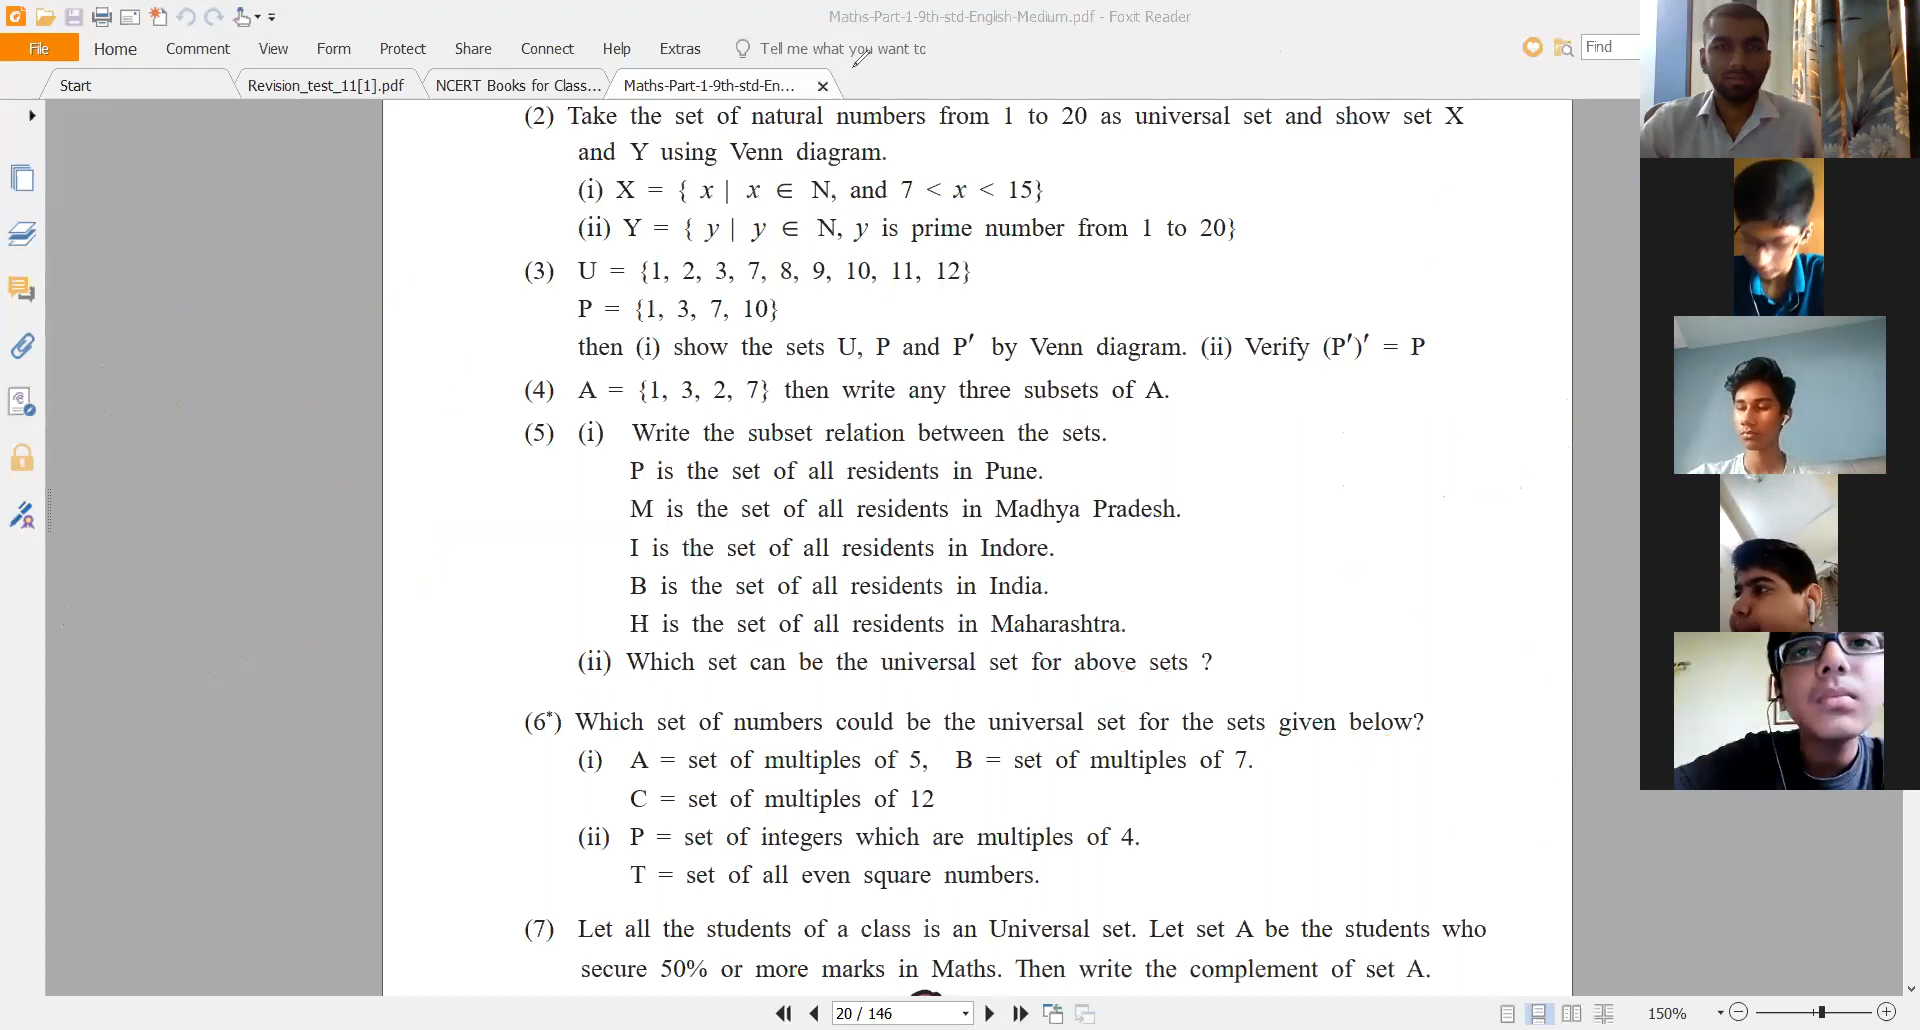 Maths-Part-1-9th-std-English-Medium.pdf - Foxit Reader
File Home Comment View Form Protect Share Connect Help Extras Tell me what you want to Find
Start Revision_test_11[1].pdf NCERT Books for Class... Maths-Part-1-9th-std-En...
(2) Take the set of natural numbers from 1 to 20 as universal set and show set X
and Y using Venn diagram.
(i) X = { x | x ∈ N, and 7 < x < 15}
(ii) Y = { y | y ∈ N, y is prime number from 1 to 20}
(3) U = {1, 2, 3, 7, 8, 9, 10, 11, 12}
P = {1, 3, 7, 10}
then (i) show the sets U, P and P′ by Venn diagram. (ii) Verify (P′)′ = P
(4) A = {1, 3, 2, 7} then write any three subsets of A.
(5) (i) Write the subset relation between the sets.
P is the set of all residents in Pune.
M is the set of all residents in Madhya Pradesh.
I is the set of all residents in Indore.
B is the set of all residents in India.
H is the set of all residents in Maharashtra.
(ii) Which set can be the universal set for above sets ?
(6*) Which set of numbers could be the universal set for the sets given below?
(i) A = set of multiples of 5, B = set of multiples of 7.
C = set of multiples of 12
(ii) P = set of integers which are multiples of 4.
T = set of all even square numbers.
(7) Let all the students of a class is an Universal set. Let set A be the students who
secure 50% or more marks in Maths. Then write the complement of set A.
20 / 146 150%